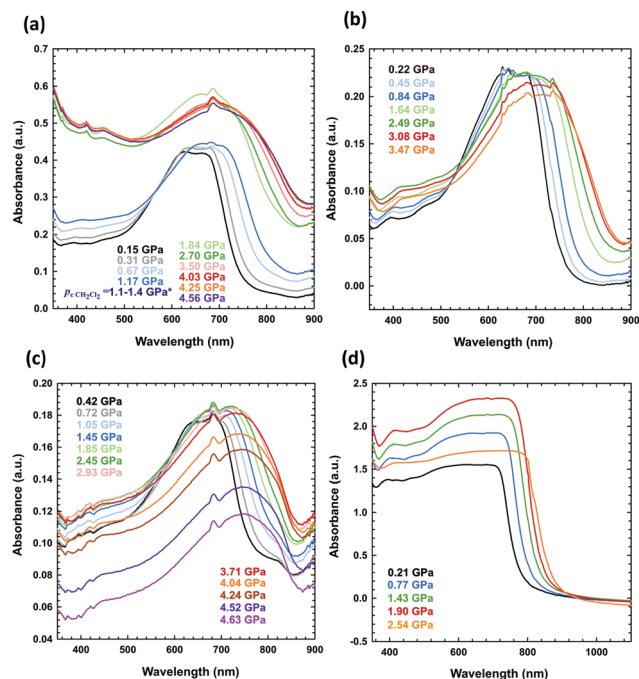 (a)
0.7
0.6
0.5
0.4
0.3
0.2
0.1
0.0
Absorbance (a.u.)
0.15 GPa
0.31 GPa
0.67 GPa
1.17 GPa
p c CH2Cl2 =1.1-1.4 GPa*
1.84 GPa
2.70 GPa
3.50 GPa
4.03 GPa
4.25 GPa
4.56 GPa
400 500 600 700 800 900
Wavelength (nm)
(b)
0.25
0.20
0.15
0.10
0.05
0.00
Absorbance (a.u.)
0.22 GPa
0.45 GPa
0.84 GPa
1.64 GPa
2.49 GPa
3.08 GPa
3.47 GPa
400 500 600 700 800 900
Wavelength (nm)
(c)
0.20
0.18
0.16
0.14
0.12
0.10
0.08
0.06
0.04
Absorbance (a.u.)
0.42 GPa
0.72 GPa
1.05 GPa
1.45 GPa
1.85 GPa
2.45 GPa
2.93 GPa
3.71 GPa
4.04 GPa
4.24 GPa
4.52 GPa
4.63 GPa
400 500 600 700 800 900
Wavelength (nm)
(d)
2.5
2.0
1.5
1.0
0.5
0.0
-0.5
Absorbance (a.u.)
0.21 GPa
0.77 GPa
1.43 GPa
1.90 GPa
2.54 GPa
400 600 800 1000
Wavelength (nm)